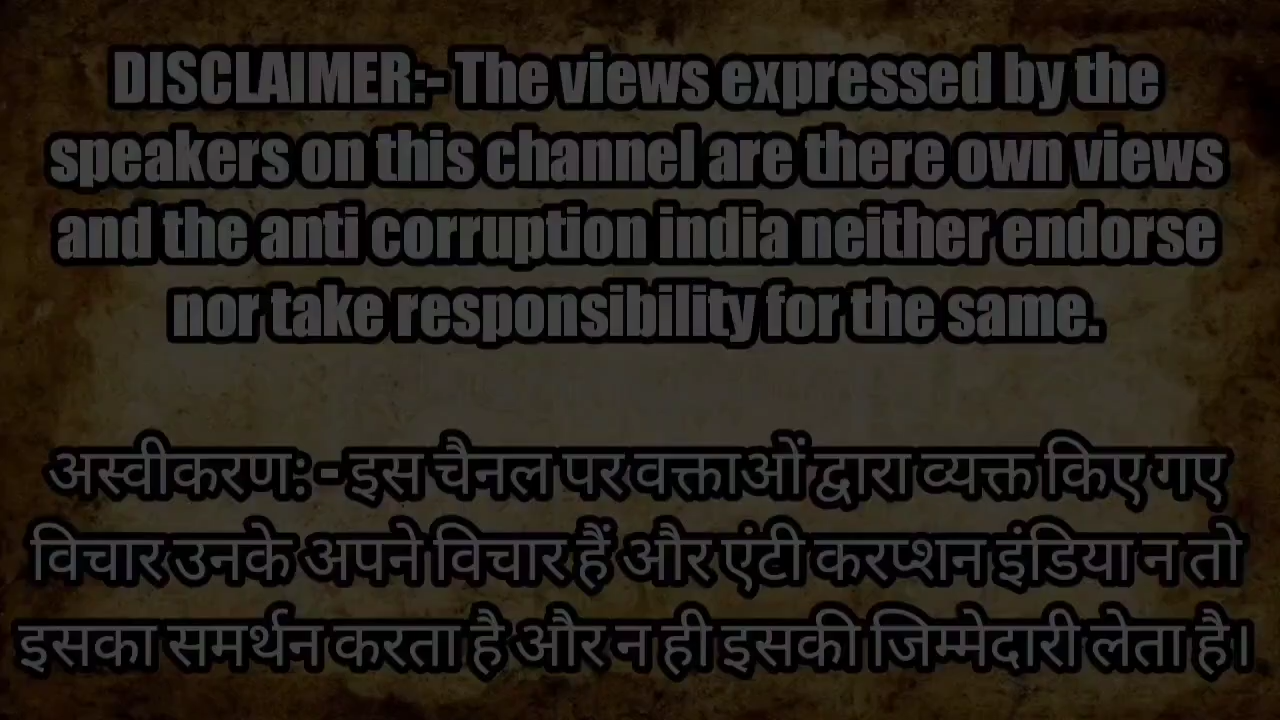 DISCLAIMER:- The views expressed by the
speakers on this channel are there own views
and the anti corruption india neither endorse
nor take responsibility for the same.
अस्वीकरण: - इस चैनल पर वक्ताओं द्वारा व्यक्त किए गए
विचार उनके अपने विचार हैं और एंटी करप्शन इंडिया न तो
इसका समर्थन करता है और न ही इसकी जिम्मेदारी लेता है।